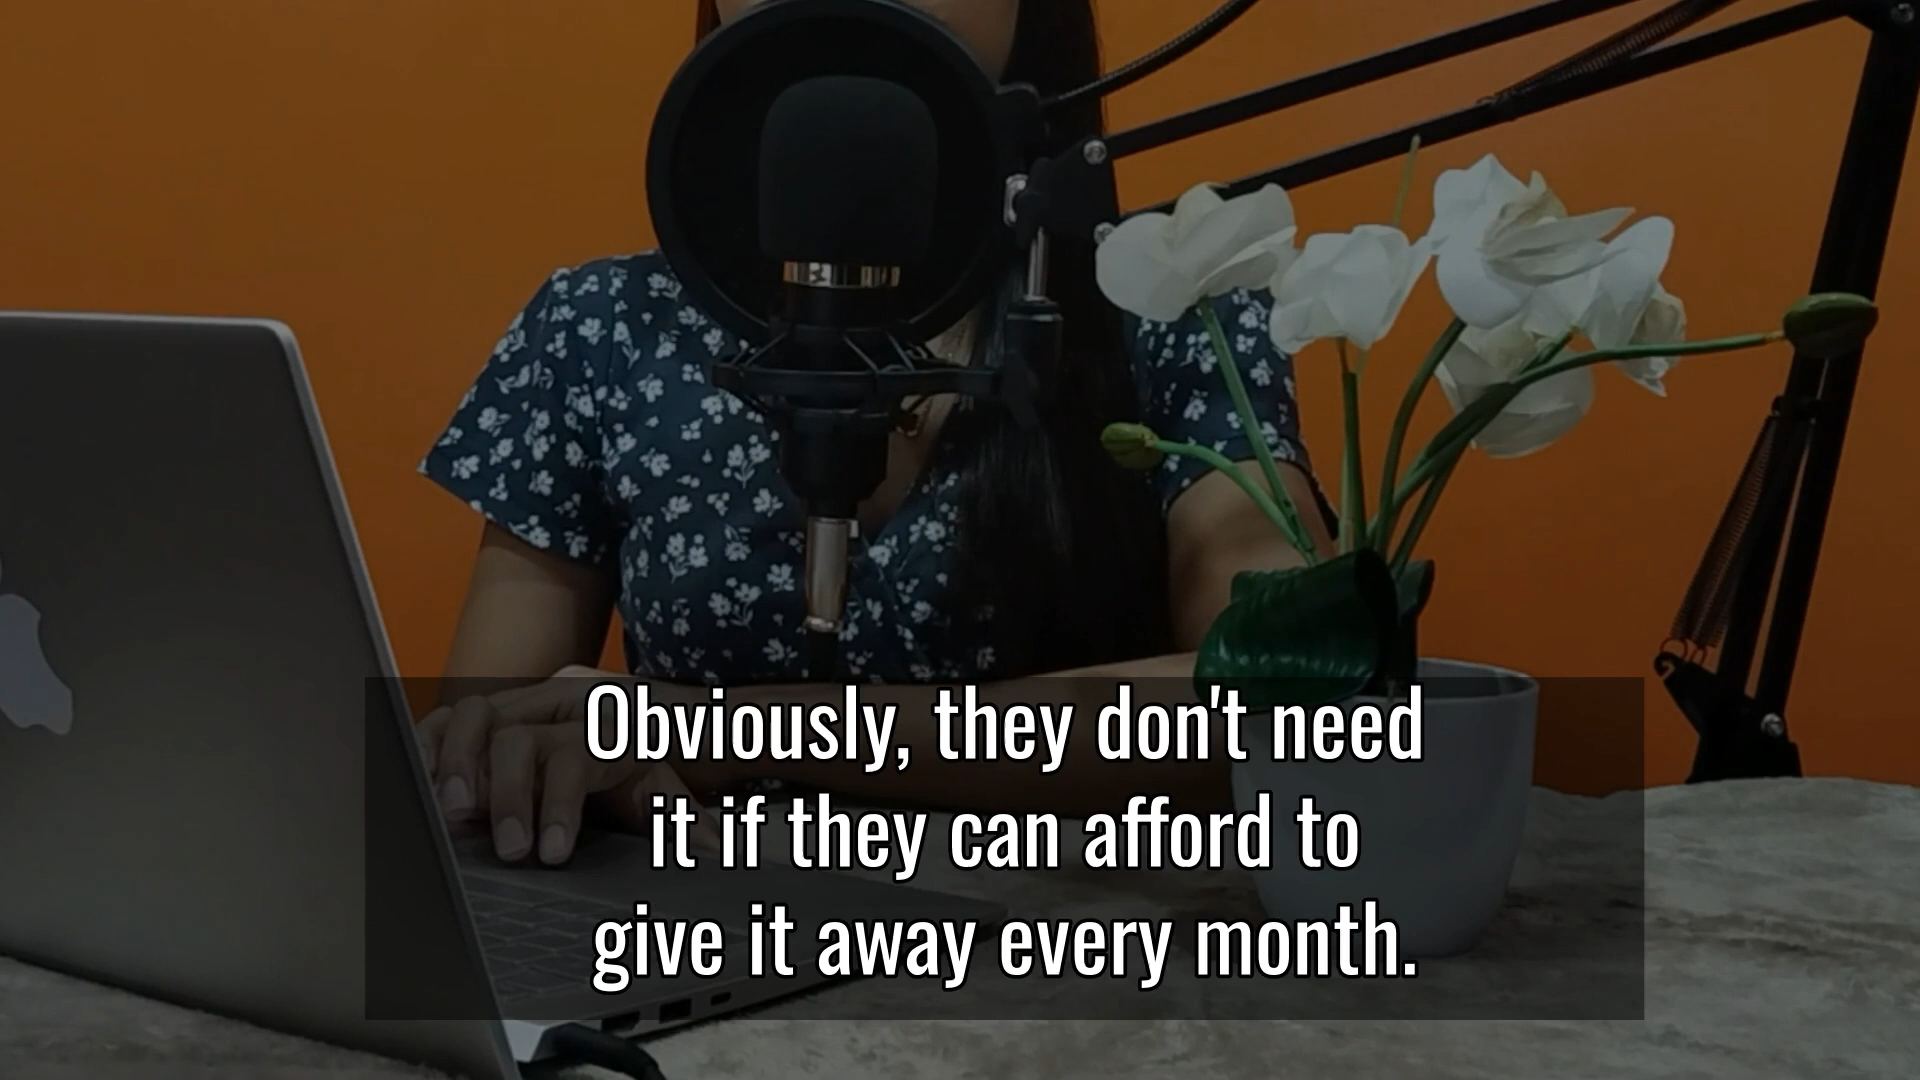 Obviously, they don't need
it if they can afford to
give it away every month.